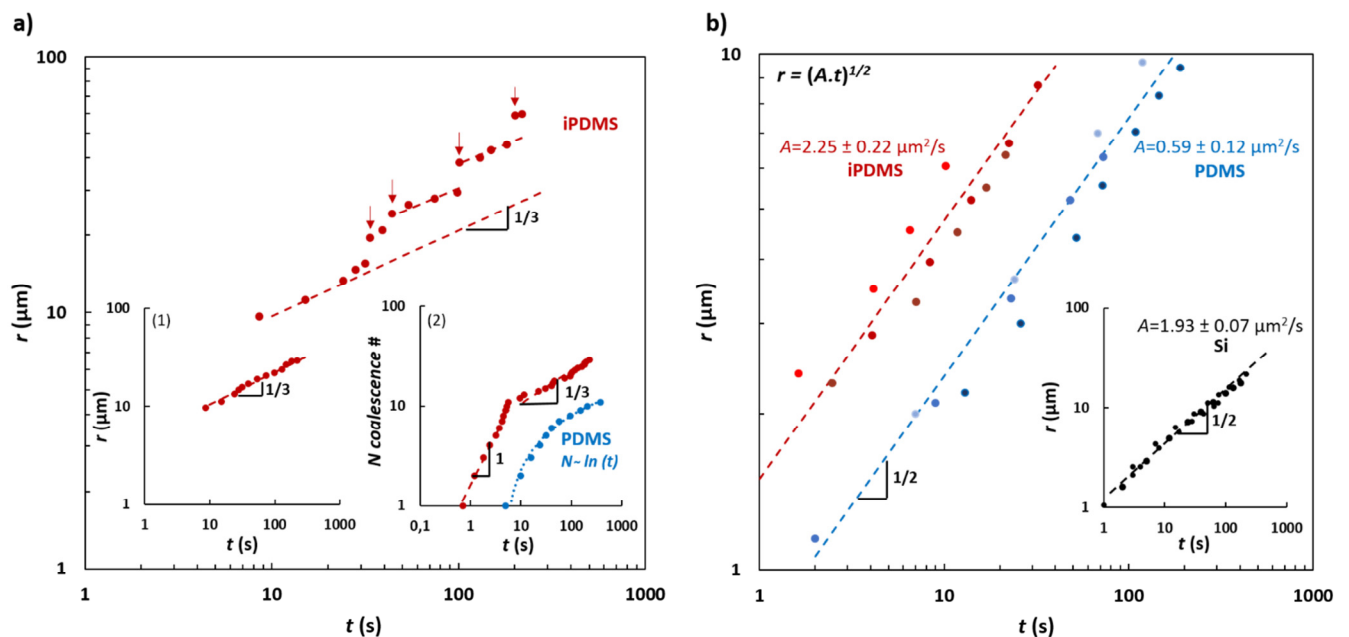 a)
100
10
1
r (µm)
1
10
100
1000
t (s)
iPDMS
1/3
(1)
100
10
1
r (µm)
1
10
100
1000
t (s)
1/3
(2)
100
10
1
N coalescence #
0,1
1
10
100
1000
t (s)
1
1/3
PDMS
N~ ln (t)
b)
10
1
r (µm)
1
10
100
1000
t (s)
r = (A.t)^1/2
A=2.25 ± 0.22 µm²/s
iPDMS
A=0.59 ± 0.12 µm²/s
PDMS
1/2
100
10
1
r (µm)
1
10
100
1000
t (s)
A=1.93 ± 0.07 µm²/s
Si
1/2